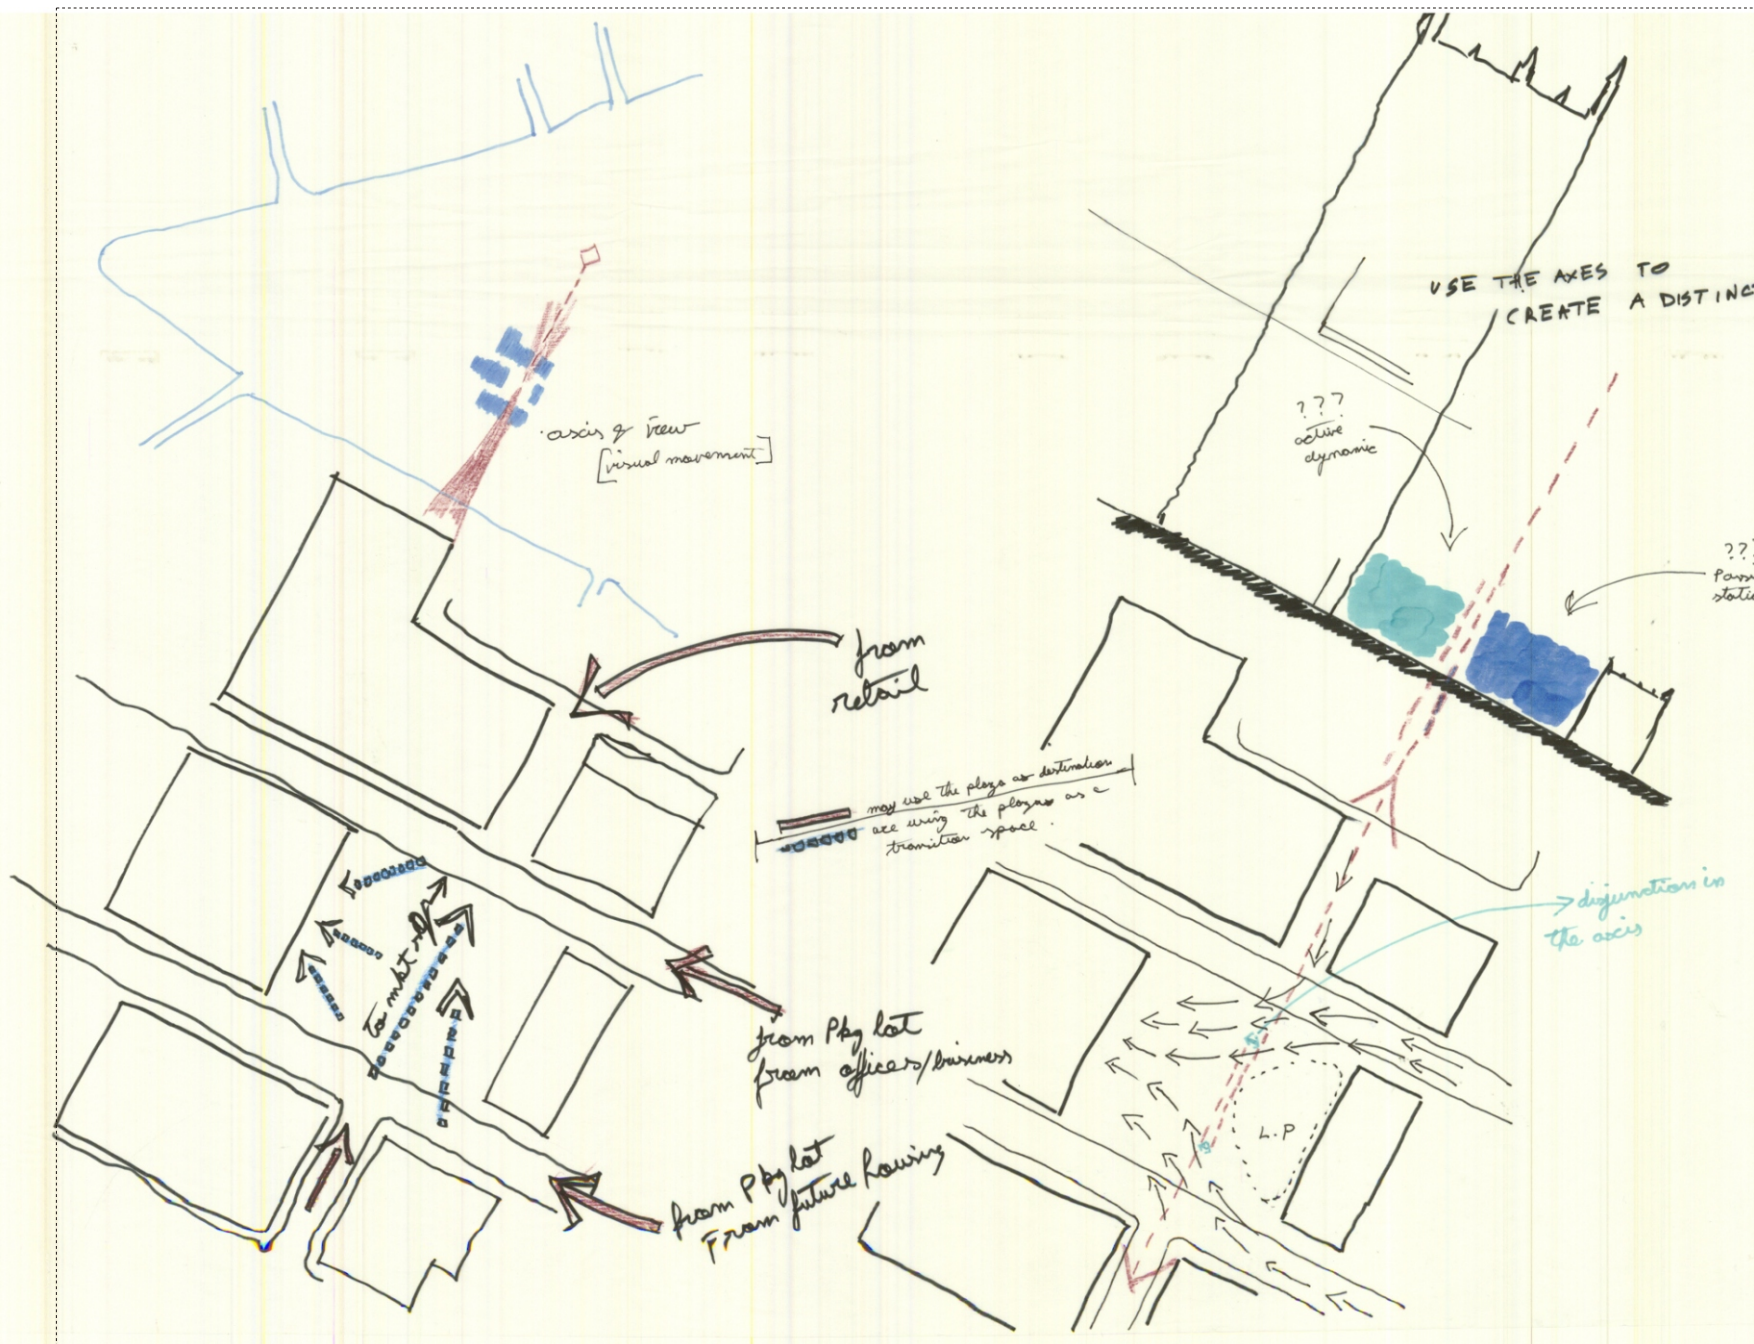 axis of view
[visual movement]
from
retail
may use the plaza as destination
are using the plazas as a
transition space.
to mkt
from Pkg lot
from offices/business
from Pkg lot
From future housing
USE THE AXES TO
CREATE A DISTINC
???
active
dynamic
??
static
disjunction in
the axis
L.P